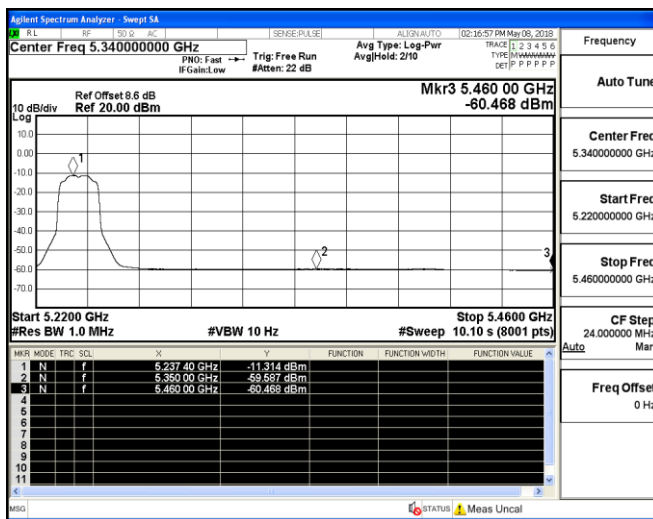 Agilent Spectrum Analyzer - Swept SA
LXI RL RF 50 Ω AC SENSE:PULSE ALIGN AUTO 02:16:57 PM May 08, 2018
Center Freq 5.340000000 GHz
PNO: Fast
IFGain:Low
Trig: Free Run
#Atten: 22 dB
Avg Type: Log-Pwr
Avg|Hold: 2/10
TRACE 1 2 3 4 5 6
TYPE MWWWWW
DET P P P P P P
Ref Offset 8.6 dB
Ref 20.00 dBm
10 dB/div
Log
Mkr3 5.460 00 GHz
-60.468 dBm
10.0
0.00
-10.0
-20.0
-30.0
-40.0
-50.0
-60.0
-70.0
1
2
3
Start 5.2200 GHz
Stop 5.4600 GHz
#Res BW 1.0 MHz
#VBW 10 Hz
#Sweep 10.10 s (8001 pts)
MKR MODE TRC SCL X Y FUNCTION FUNCTION WIDTH FUNCTION VALUE
1 N f 5.237 40 GHz -11.314 dBm
2 N f 5.350 00 GHz -59.587 dBm
3 N f 5.460 00 GHz -60.468 dBm
4
5
6
7
8
9
10
11
MSG
STATUS
Meas Uncal
Frequency
Auto Tune
Center Freq
5.340000000 GHz
Start Freq
5.220000000 GHz
Stop Freq
5.460000000 GHz
CF Step
24.000000 MHz
Auto Man
Freq Offset
0 Hz